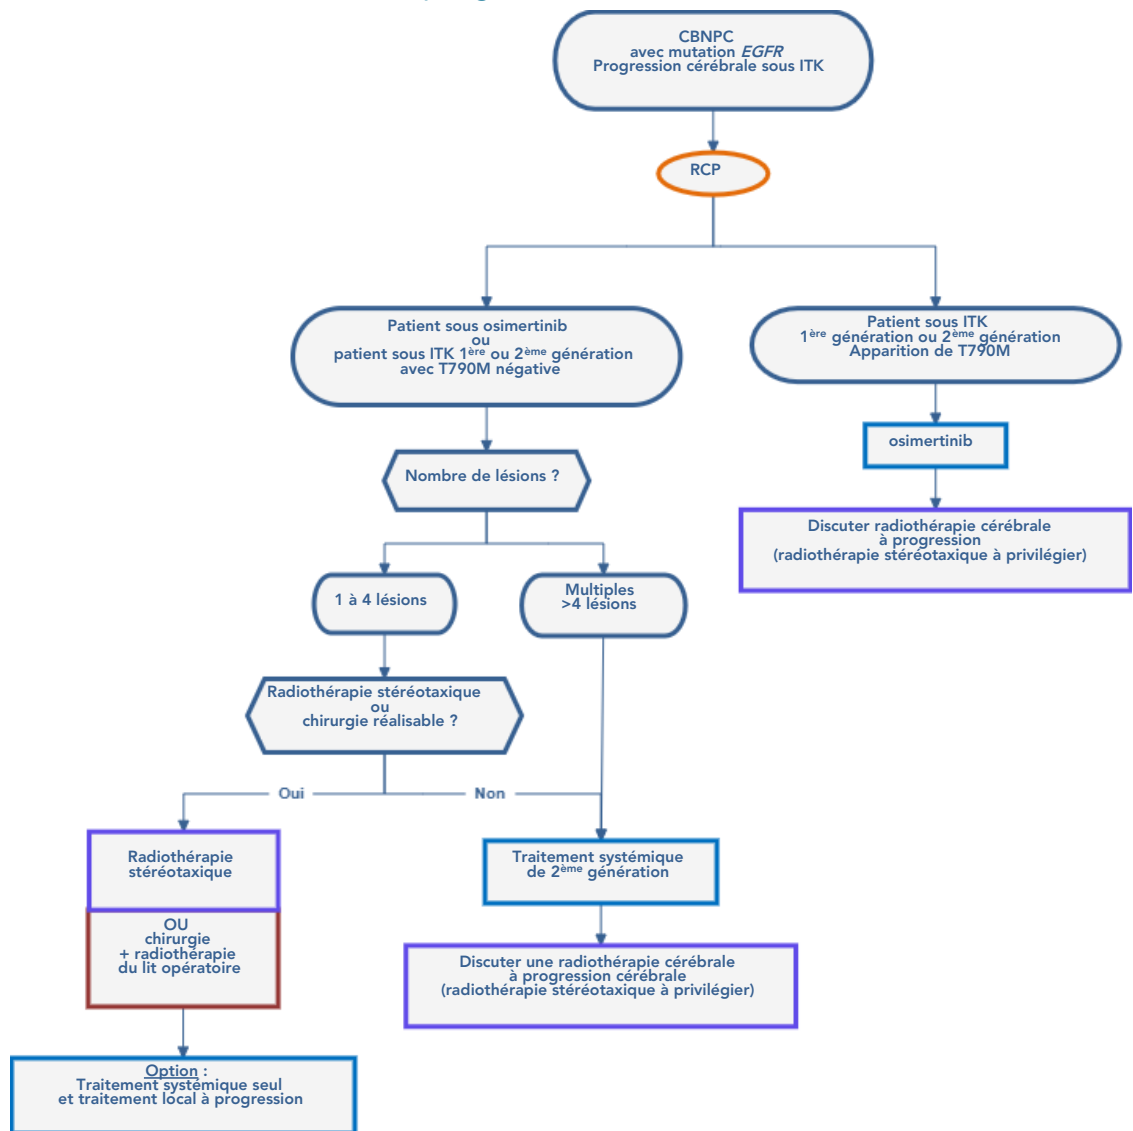 CBNPC
avec mutation EGFR
Progression cérébrale sous ITK
RCP
Patient sous osimertinib
ou
patient sous ITK 1ère ou 2ème génération
avec T790M négative
Patient sous ITK
1ère génération ou 2ème génération
Apparition de T790M
osimertinib
Nombre de lésions ?
Discuter radiothérapie cérébrale
à progression
(radiothérapie stéréotaxique à privilégier)
1 à 4 lésions
Multiples
>4 lésions
Radiothérapie stéréotaxique
ou
chirurgie réalisable ?
Oui
Non
Radiothérapie
stéréotaxique
OU
chirurgie
+ radiothérapie
du lit opératoire
Traitement systémique
de 2ème génération
Discuter une radiothérapie cérébrale
à progression cérébrale
(radiothérapie stéréotaxique à privilégier)
Option :
Traitement systémique seul
et traitement local à progression